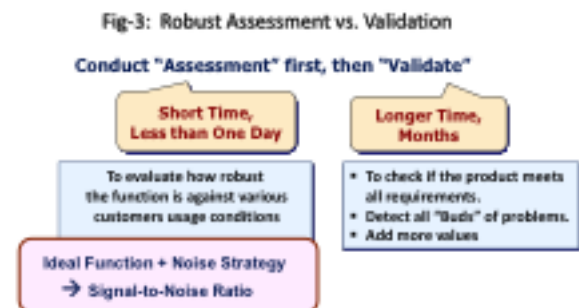 Fig-3: Robust Assessment vs. Validation
Conduct "Assessment" first, then "Validate"
Short Time,
Less than One Day
Longer Time,
Months
To evaluate how robust
the function is against various
customers usage conditions
▪ To check if the product meets
all requirements.
▪ Detect all "Buds" of problems.
▪ Add more values
Ideal Function + Noise Strategy
→ Signal-to-Noise Ratio